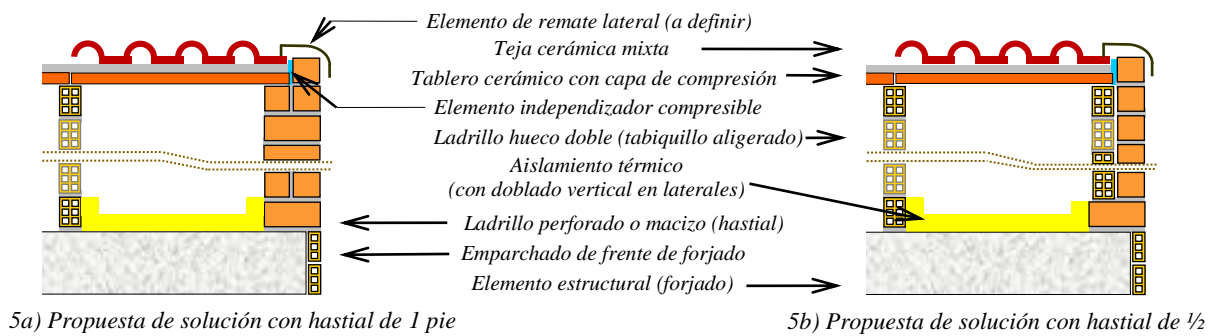 Elemento de remate lateral (a definir)
Teja cerámica mixta
Tablero cerámico con capa de compresión
Elemento independizador compresible
Ladrillo hueco doble (tabiquillo aligerado)
Aislamiento térmico
(con doblado vertical en laterales)
Ladrillo perforado o macizo (hastial)
Emparchado de frente de forjado
Elemento estructural (forjado)
5a) Propuesta de solución con hastial de 1 pie
5b) Propuesta de solución con hastial de ½